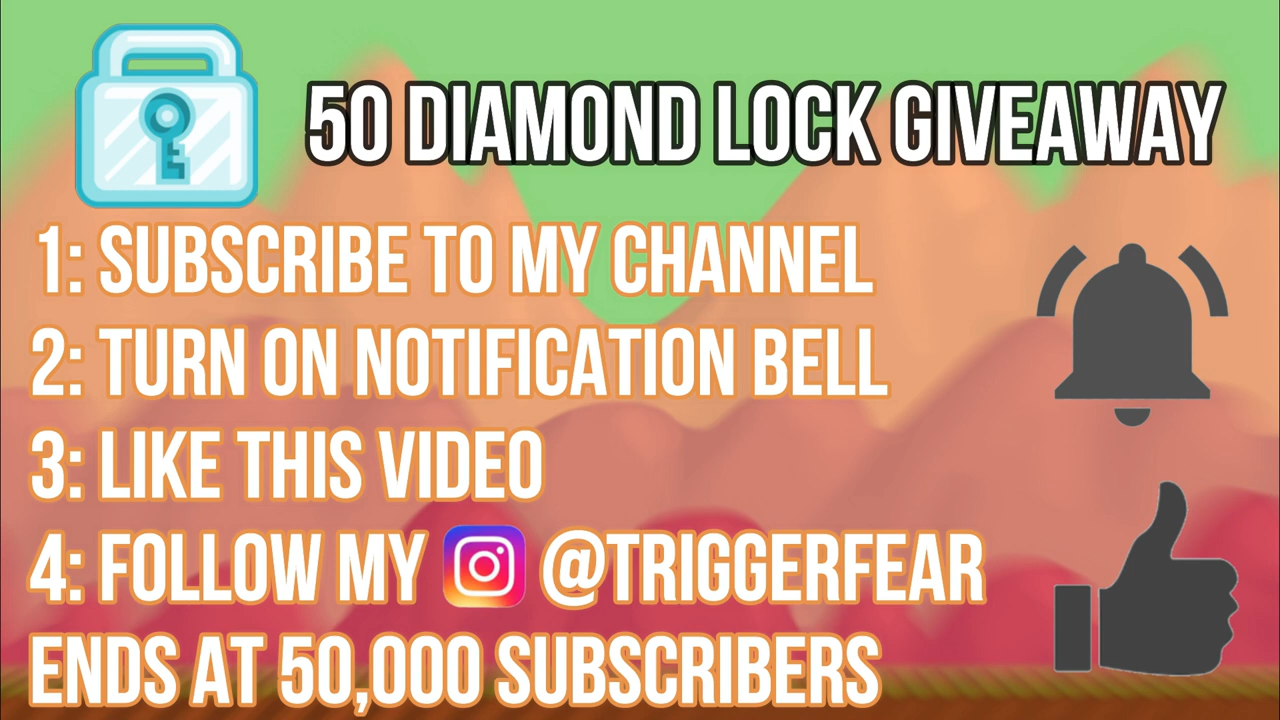 50 DIAMOND LOCK GIVEAWAY
1: SUBSCRIBE TO MY CHANNEL
2: TURN ON NOTIFICATION BELL
3: LIKE THIS VIDEO
4: FOLLOW MY @TRIGGERFEAR
ENDS AT 50,000 SUBSCRIBERS